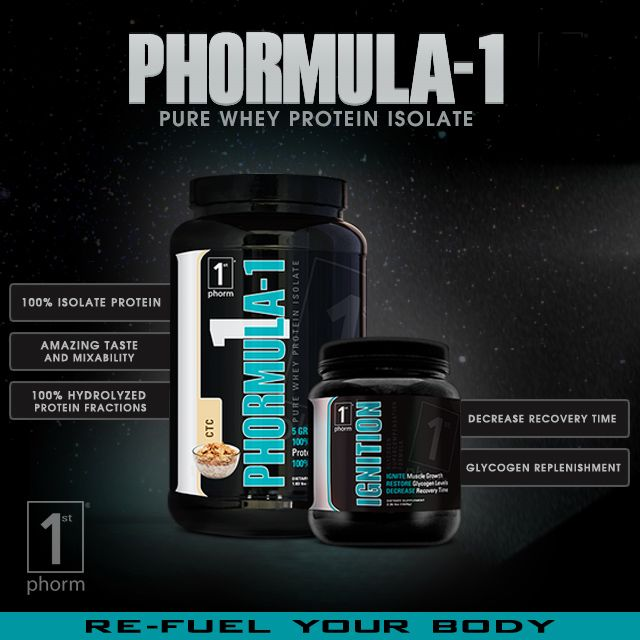 PHORMULA-1
PURE WHEY PROTEIN ISOLATE
1st
phorm
PHORMULA-1
PURE WHEY PROTEIN ISOLATE
CTC
5 GR
100%
Prote
100%
100% ISOLATE PROTEIN
AMAZING TASTE
AND MIXABILITY
100% HYDROLYZED
PROTEIN FRACTIONS
1st
phorm
IGNITION
IGNITE Muscle Growth
RESTORE Glycogen Levels
DECREASE Recovery Time
DIETARY SUPPLEMENT
DECREASE RECOVERY TIME
GLYCOGEN REPLENISHMENT
1st
phorm
RE-FUEL YOUR BODY